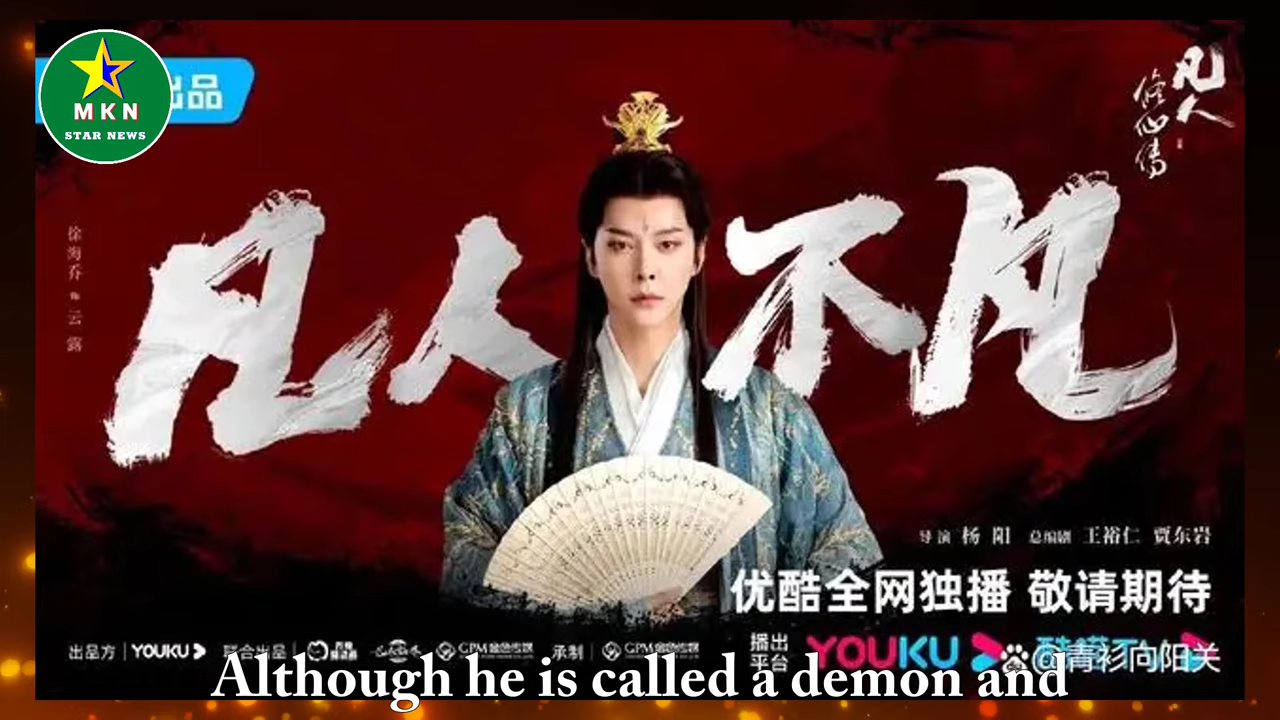 MKN
STAR NEWS
出品
凡人
修仙传
凡人不凡
徐海乔 饰 云露
导演 杨阳 总编剧 王裕仁 贾东岩
优酷全网独播 敬请期待
出品方 YOUKU 联合出品 GPM 承制 GPM
播出
平台
YOUKU
@青衫向阳关
Although he is called a demon and